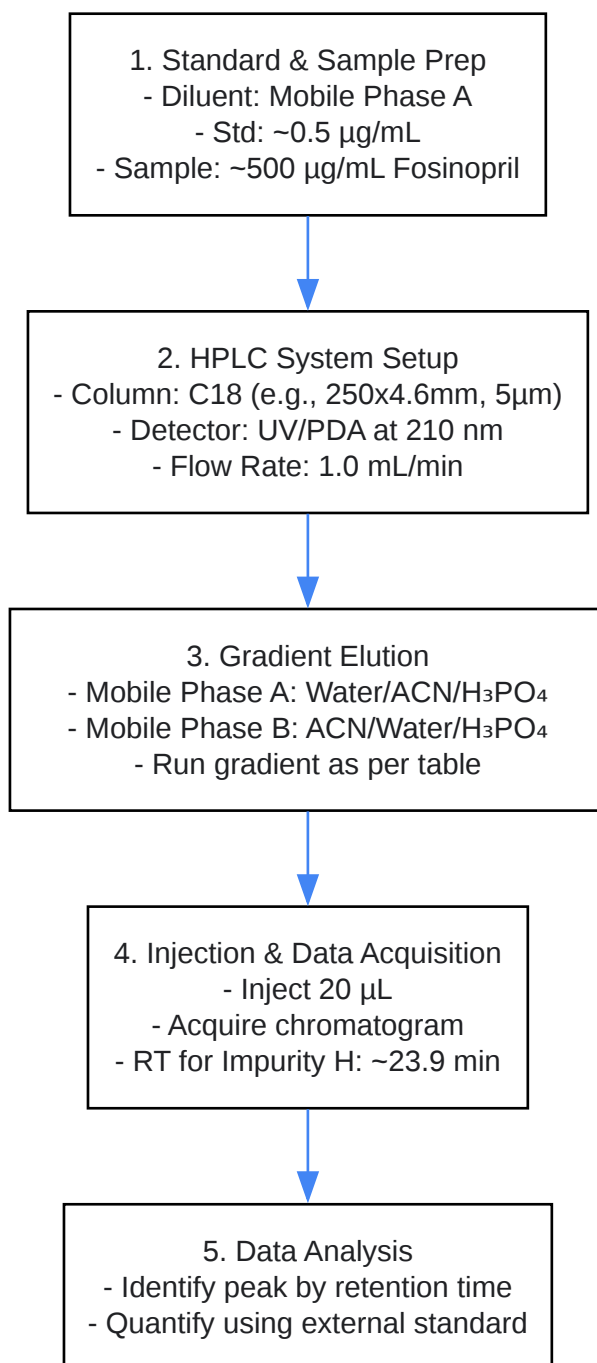 1. Standard & Sample Prep
- Diluent: Mobile Phase A
- Std: ~0.5 µg/mL
- Sample: ~500 µg/mL Fosinopril
2. HPLC System Setup
- Column: C18 (e.g., 250x4.6mm, 5µm)
- Detector: UV/PDA at 210 nm
- Flow Rate: 1.0 mL/min
3. Gradient Elution
- Mobile Phase A: Water/ACN/H₃PO₄
- Mobile Phase B: ACN/Water/H₃PO₄
- Run gradient as per table
4. Injection & Data Acquisition
- Inject 20 µL
- Acquire chromatogram
- RT for Impurity H: ~23.9 min
5. Data Analysis
- Identify peak by retention time
- Quantify using external standard